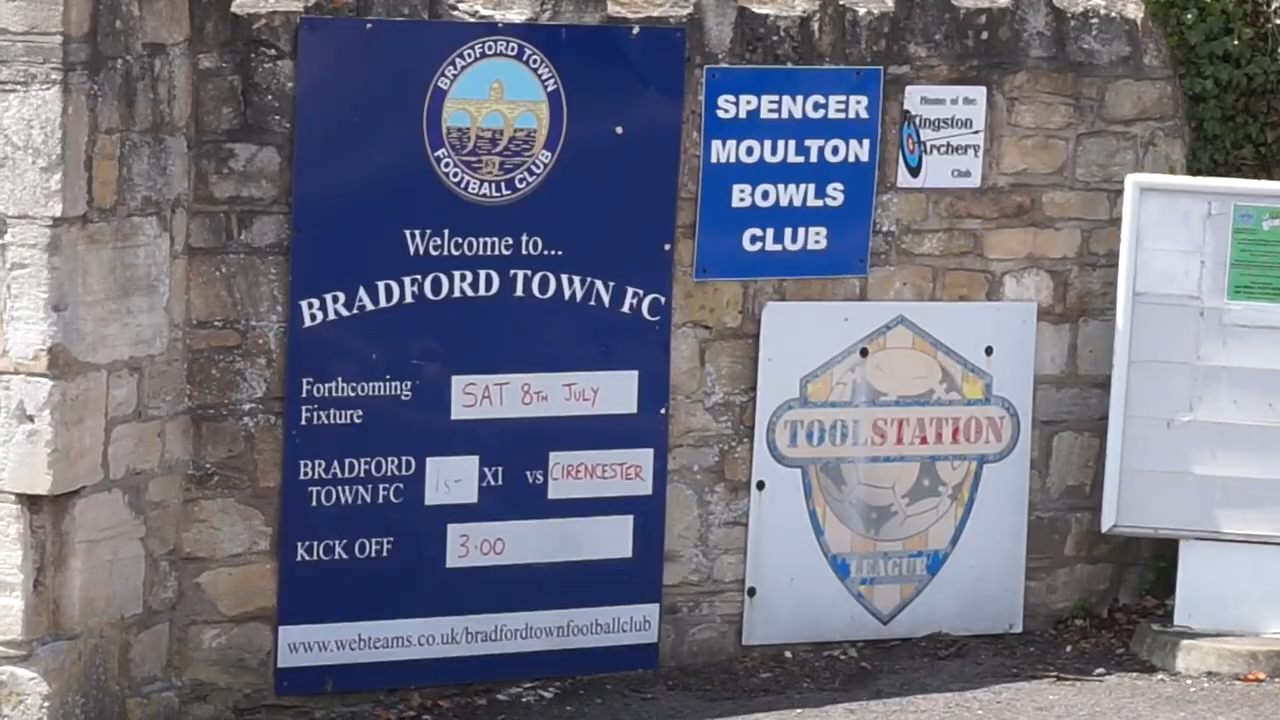 BRADFORD TOWN
FOOTBALL CLUB
Welcome to...
BRADFORD TOWN FC
Forthcoming
Fixture
SAT 8TH JULY
BRADFORD
TOWN FC
1s- XI vs CIRENCESTER
KICK OFF
3.00
www.webteams.co.uk/bradfordtownfootballclub
SPENCER
MOULTON
BOWLS
CLUB
Home of the
Kingston
Archery
Club
TOOLSTATION
LEAGUE